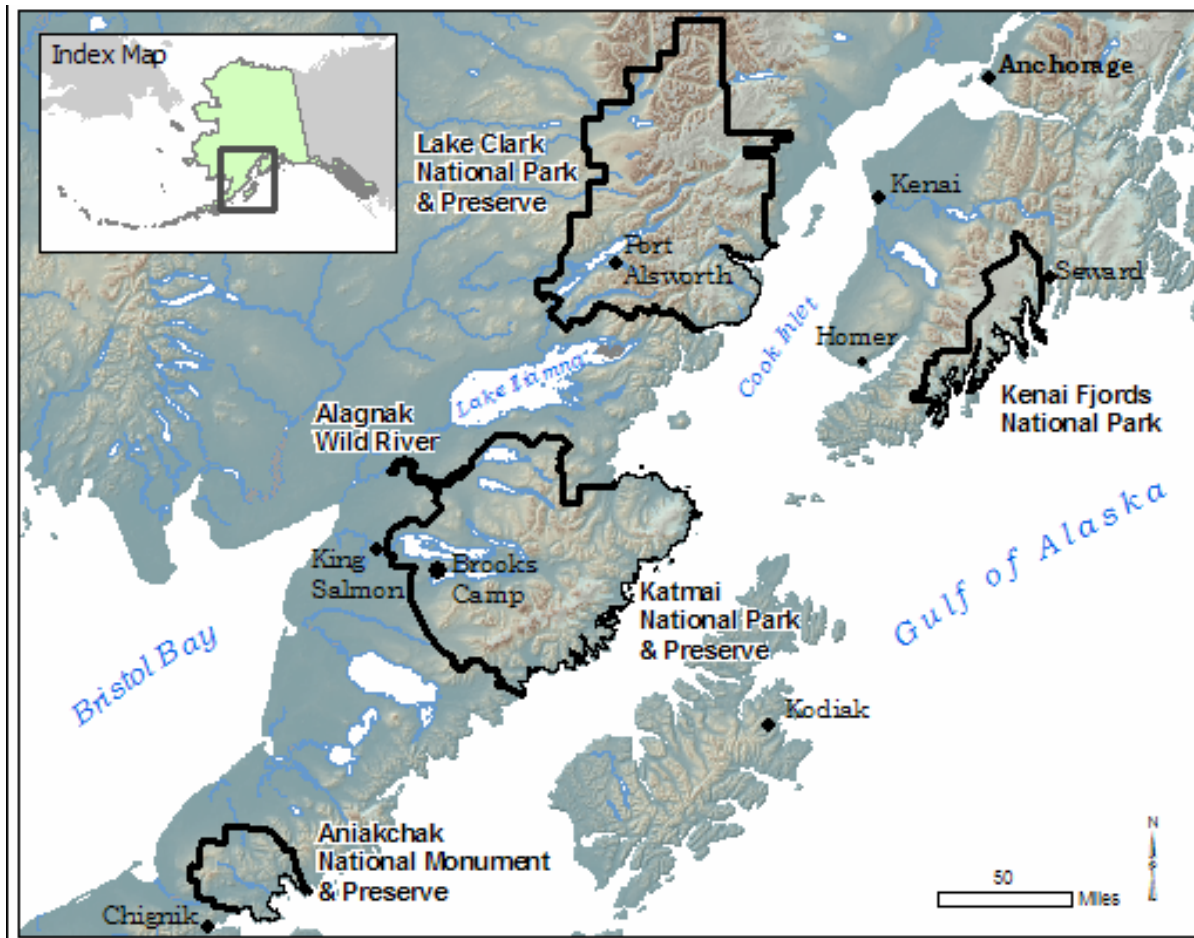 Index Map
Anchorage
Lake Clark
National Park
& Preserve
Kenai
Port
Alsworth
Seward
Cook Inlet
Homer
Lake Iliamna
Kenai Fjords
National Park
Alagnak
Wild River
Gulf of Alaska
King
Salmon
Brooks
Camp
Katmai
National Park
& Preserve
Bristol Bay
Kodiak
Aniakchak
National Monument
& Preserve
Chignik
N
50
Miles